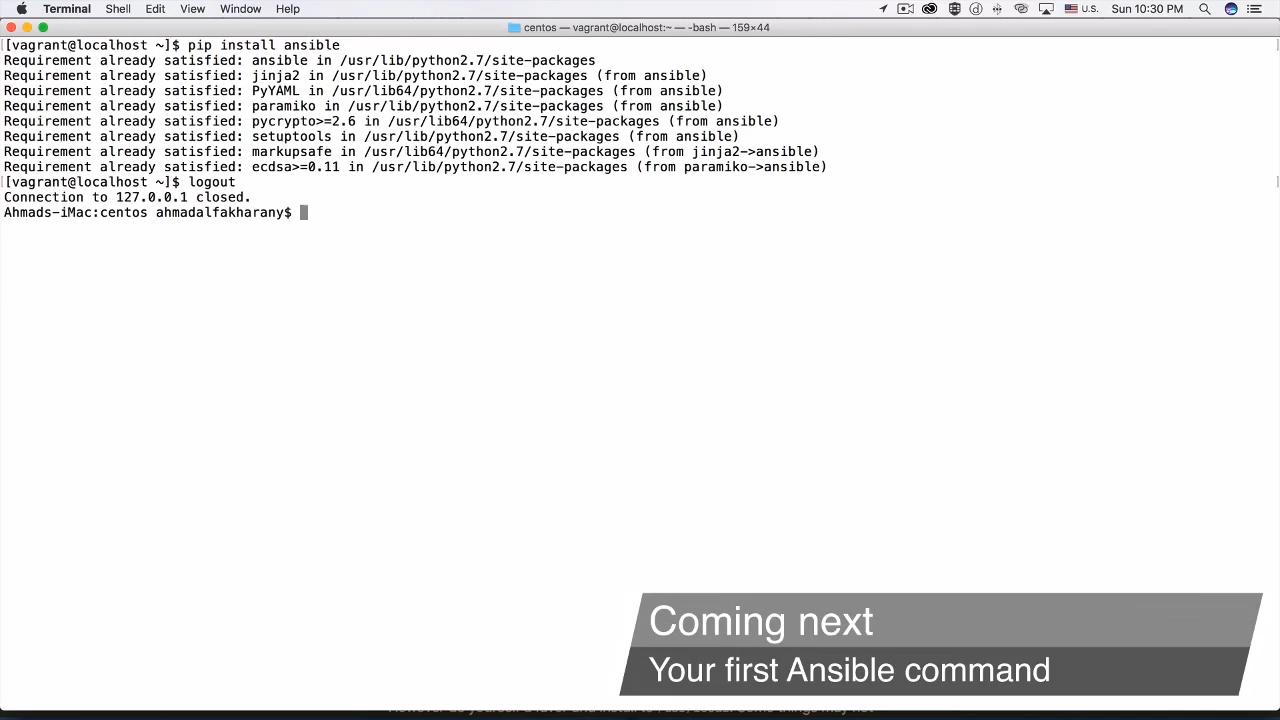 Terminal Shell Edit View Window Help U.S. Sun 10:30 PM
centos — vagrant@localhost:~ — -bash — 159×44
[vagrant@localhost ~]$ pip install ansible
Requirement already satisfied: ansible in /usr/lib/python2.7/site-packages
Requirement already satisfied: jinja2 in /usr/lib/python2.7/site-packages (from ansible)
Requirement already satisfied: PyYAML in /usr/lib64/python2.7/site-packages (from ansible)
Requirement already satisfied: paramiko in /usr/lib/python2.7/site-packages (from ansible)
Requirement already satisfied: pycrypto>=2.6 in /usr/lib64/python2.7/site-packages (from ansible)
Requirement already satisfied: setuptools in /usr/lib/python2.7/site-packages (from ansible)
Requirement already satisfied: markupsafe in /usr/lib64/python2.7/site-packages (from jinja2->ansible)
Requirement already satisfied: ecdsa>=0.11 in /usr/lib/python2.7/site-packages (from paramiko->ansible)
[vagrant@localhost ~]$ logout
Connection to 127.0.0.1 closed.
Ahmads-iMac:centos ahmadalfakharany$
Coming next
Your first Ansible command